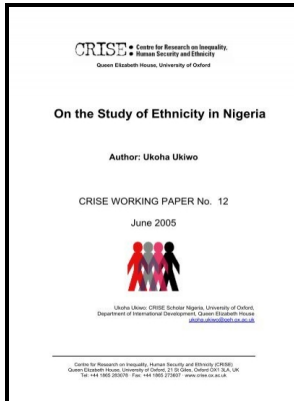 CRISE: Centre for Research on Inequality,
Human Security and Ethnicity
Queen Elizabeth House, University of Oxford
On the Study of Ethnicity in Nigeria
Author: Ukoha Ukiwo
CRISE WORKING PAPER No. 12
June 2005
Ukoha Ukiwo: CRISE Scholar Nigeria, University of Oxford,
Department of International Development, Queen Elizabeth House
ukoha.ukiwo@qeh.ox.ac.uk
Centre for Research on Inequality, Human Security and Ethnicity (CRISE)
Queen Elizabeth House, University of Oxford, 21 St Giles, Oxford OX1 3LA, UK
Tel: +44 1865 283078 · Fax: +44 1865 273607 · www.crise.ox.ac.uk